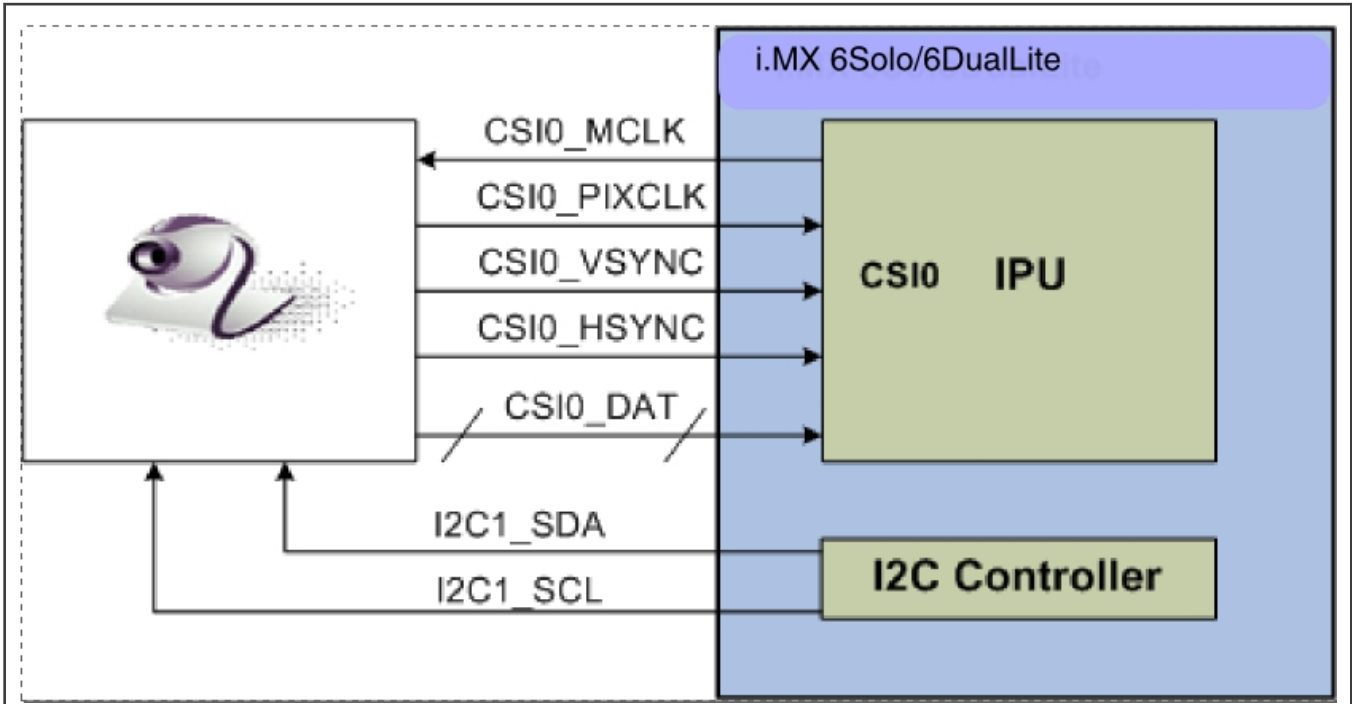 i.MX 6Solo/6DualLite
CSI0_MCLK
CSI0_PIXCLK
CSI0_VSYNC
CSI0 IPU
CSI0_HSYNC
CSI0_DAT
I2C1_SDA
I2C Controller
I2C1_SCL